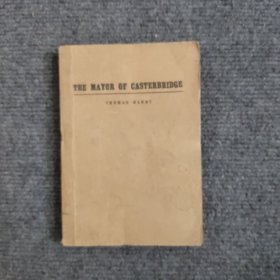 THE MAYOR OF CASTERBRIDGE
THOMAS HARDY